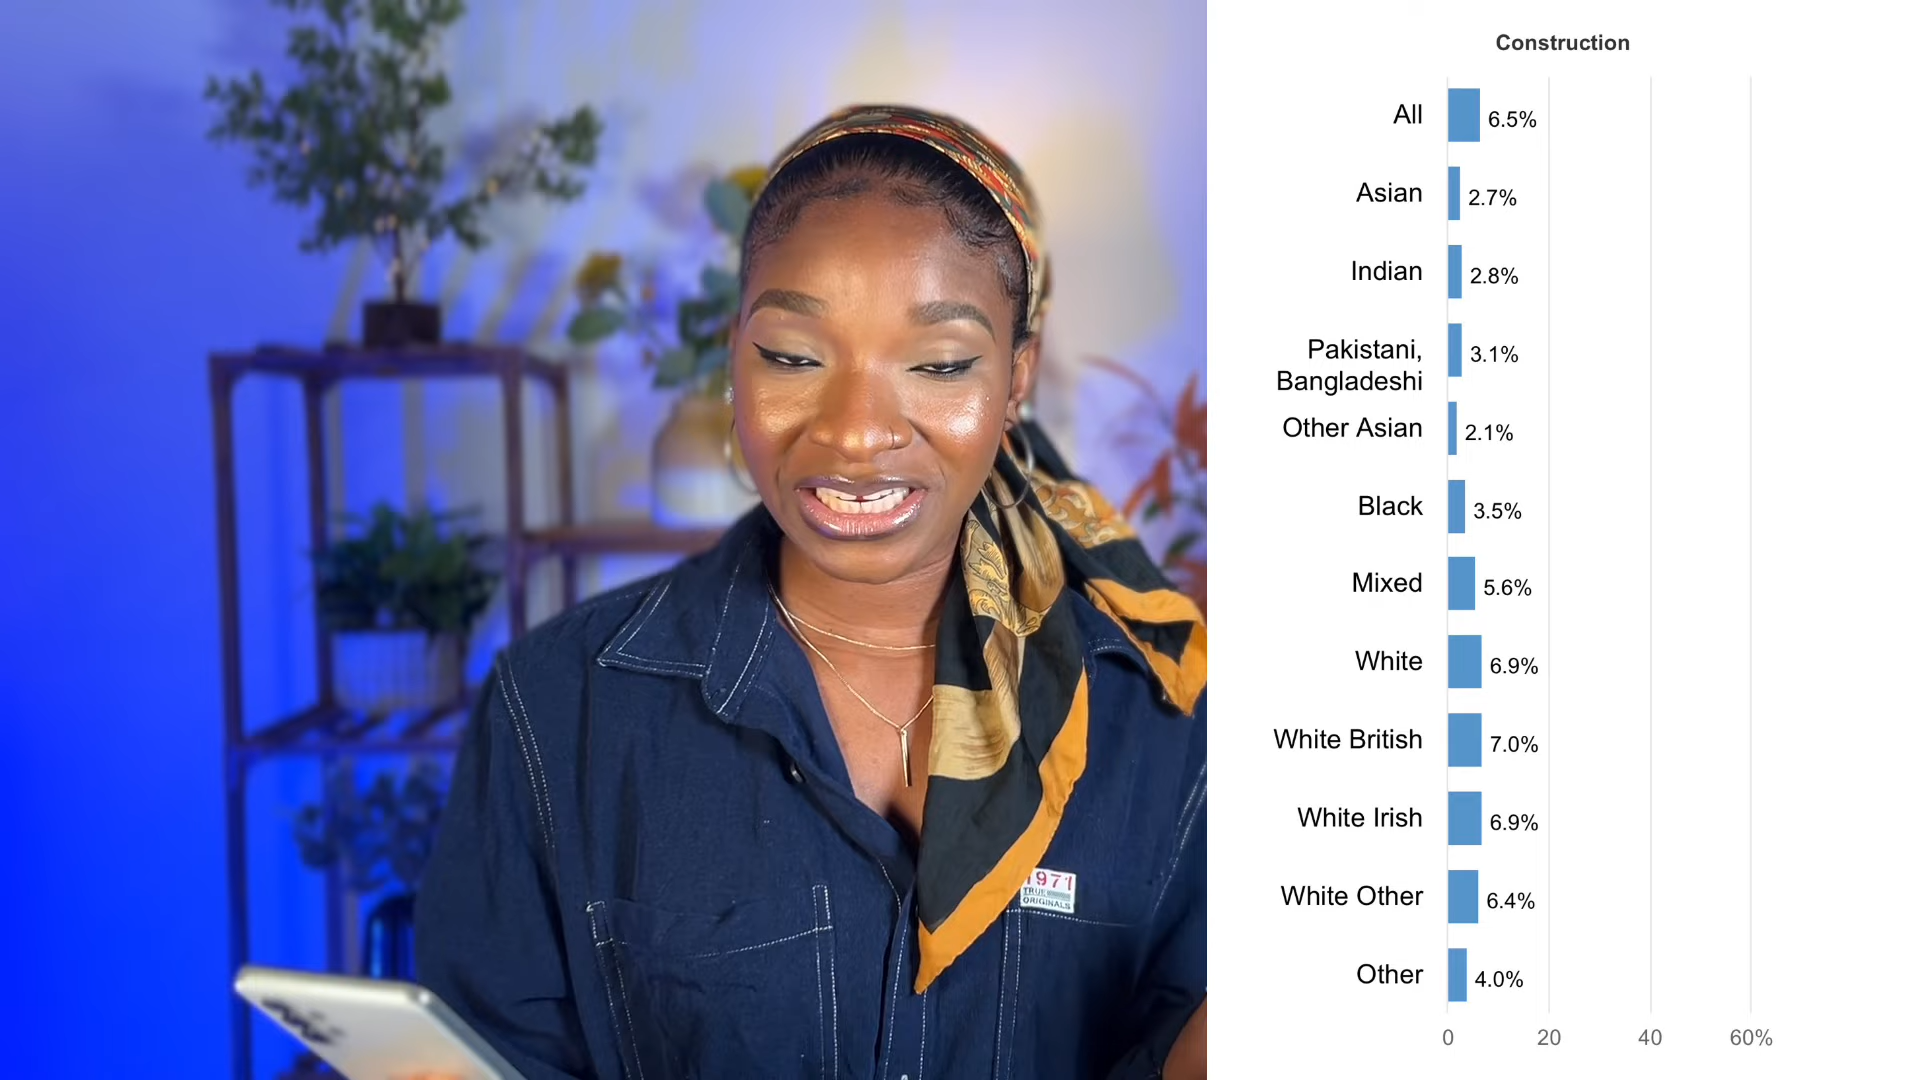 Construction
All 6.5%
Asian 2.7%
Indian 2.8%
Pakistani, 3.1%
Bangladeshi
Other Asian 2.1%
Black 3.5%
Mixed 5.6%
White 6.9%
White British 7.0%
White Irish 6.9%
White Other 6.4%
Other 4.0%
0 20 40 60%
1971
TRUE
ORIGINALS